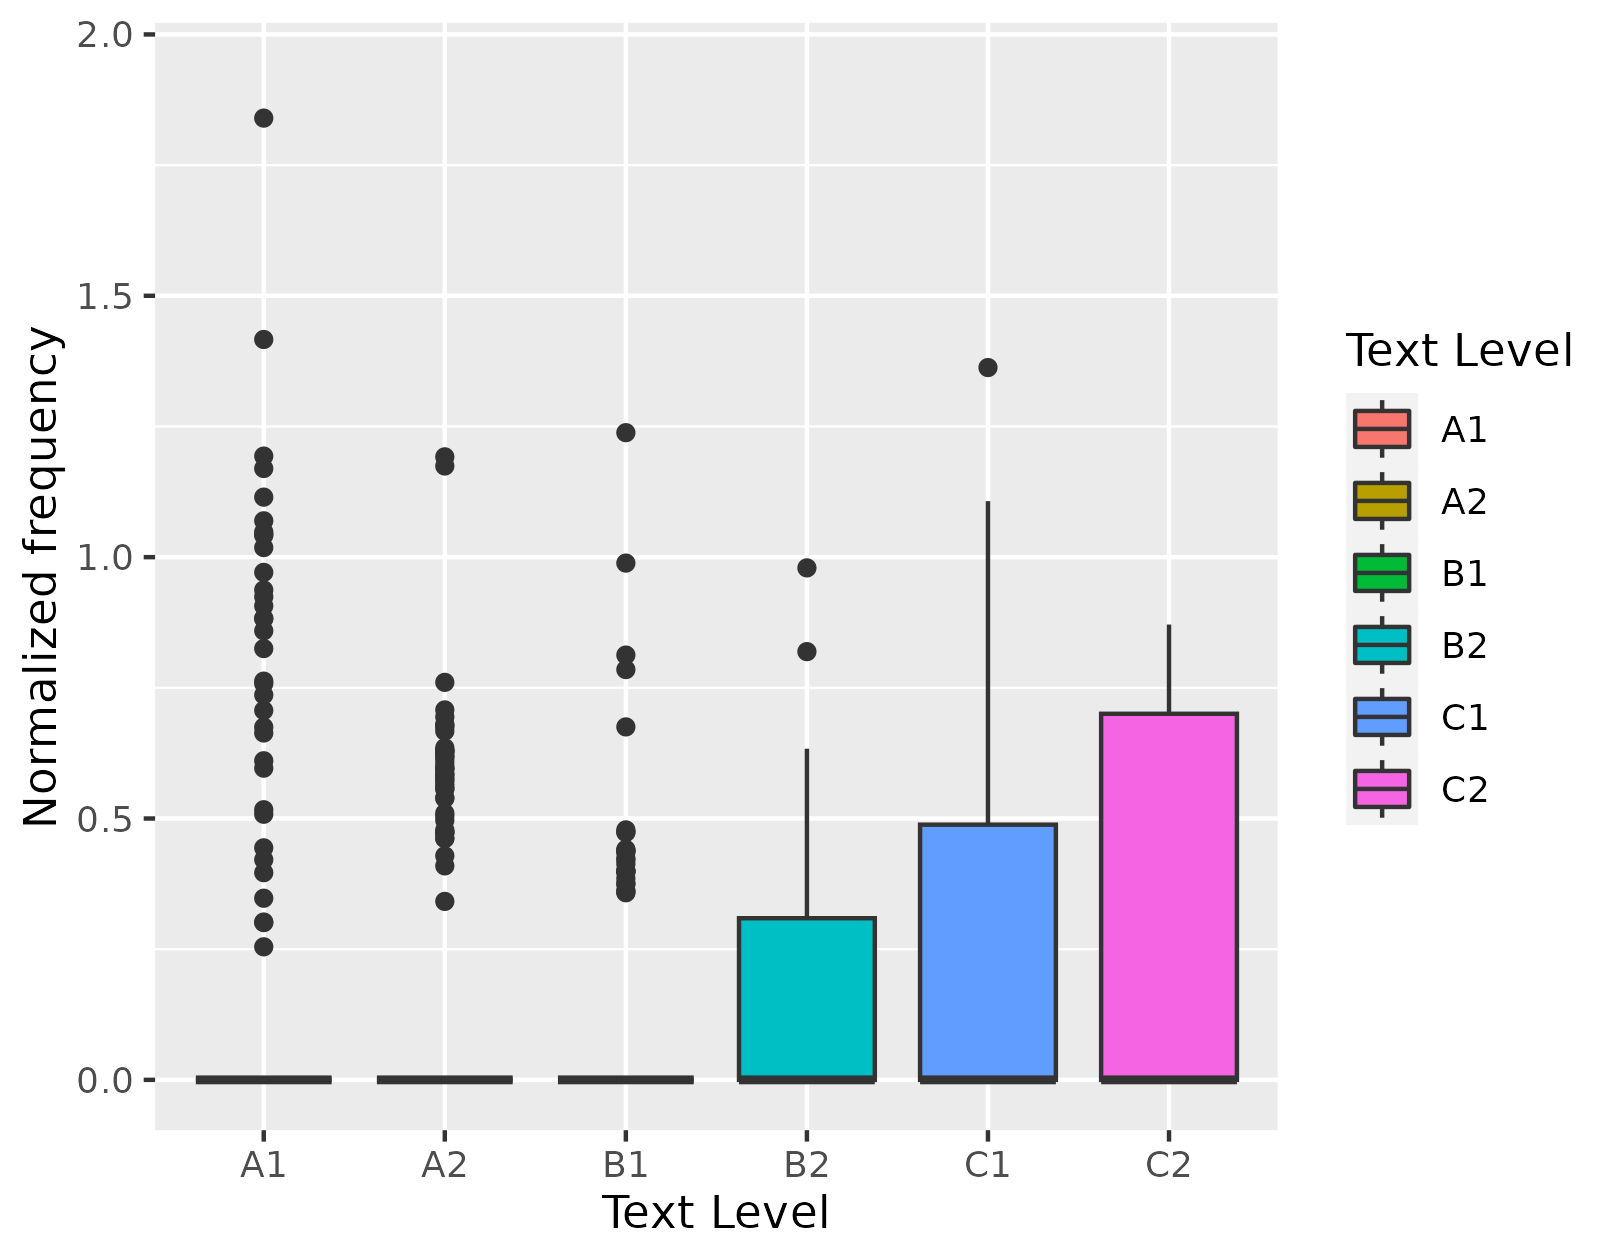 Normalized frequency
2.0
1.5
1.0
0.5
0.0
A1 A2 B1 B2 C1 C2
Text Level
Text Level
A1
A2
B1
B2
C1
C2